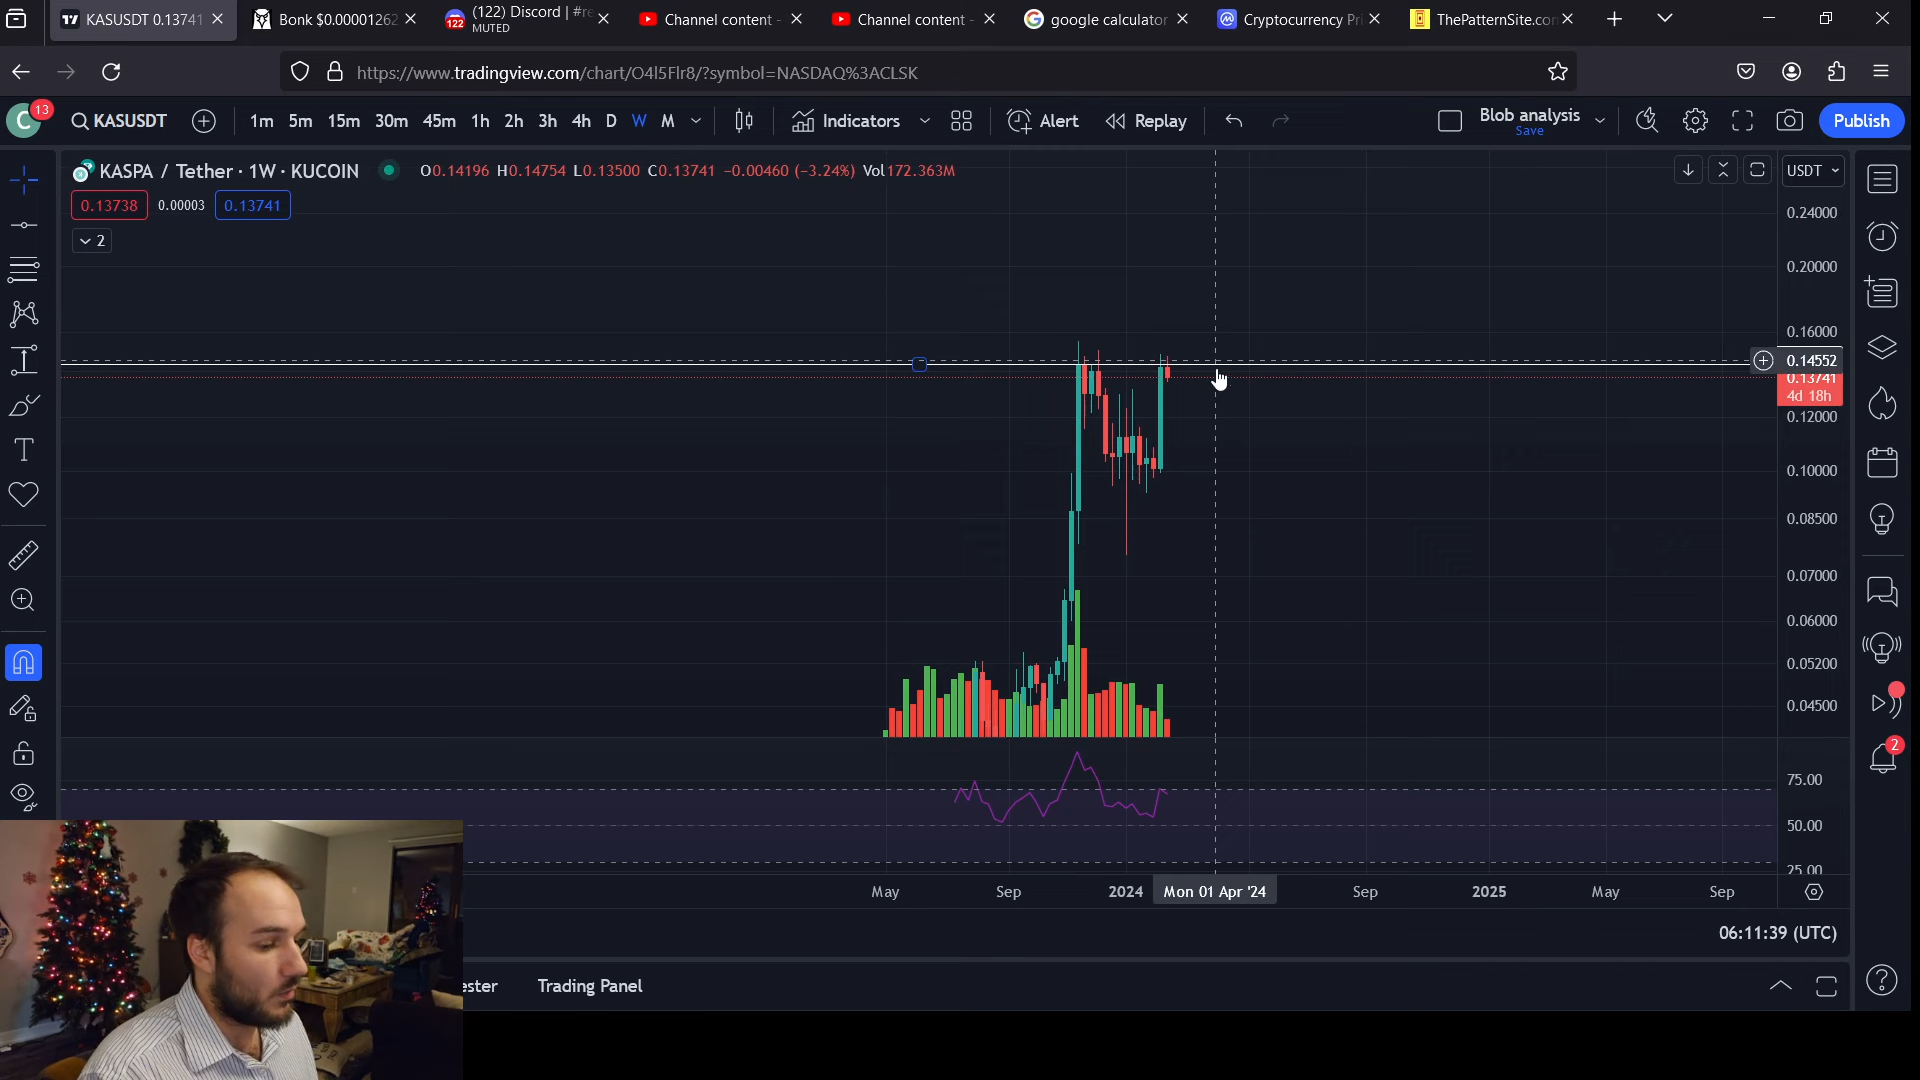 KASUSDT 0.13741
Bonk $0.00001262
(122) Discord | #re
MUTED
Channel content -
Channel content -
google calculator
Cryptocurrency Pri
ThePatternSite.co
https://www.tradingview.com/chart/O4l5Flr8/?symbol=NASDAQ%3ACLSK
C
13
KASUSDT
1m 5m 15m 30m 45m 1h 2h 3h 4h D W M
Indicators
Alert
Replay
Blob analysis
Save
Publish
KASPA / Tether · 1W · KUCOIN
O0.14196 H0.14754 L0.13500 C0.13741 −0.00460 (−3.24%) Vol172.363M
USDT
0.13738 0.00003 0.13741
2
0.24000
0.20000
0.16000
0.14552
0.13741
4d 18h
0.12000
0.10000
0.08500
0.07000
0.06000
0.05200
0.04500
75.00
50.00
25.00
May Sep 2024 Mon 01 Apr '24 Sep 2025 May Sep
06:11:39 (UTC)
ester
Trading Panel
2